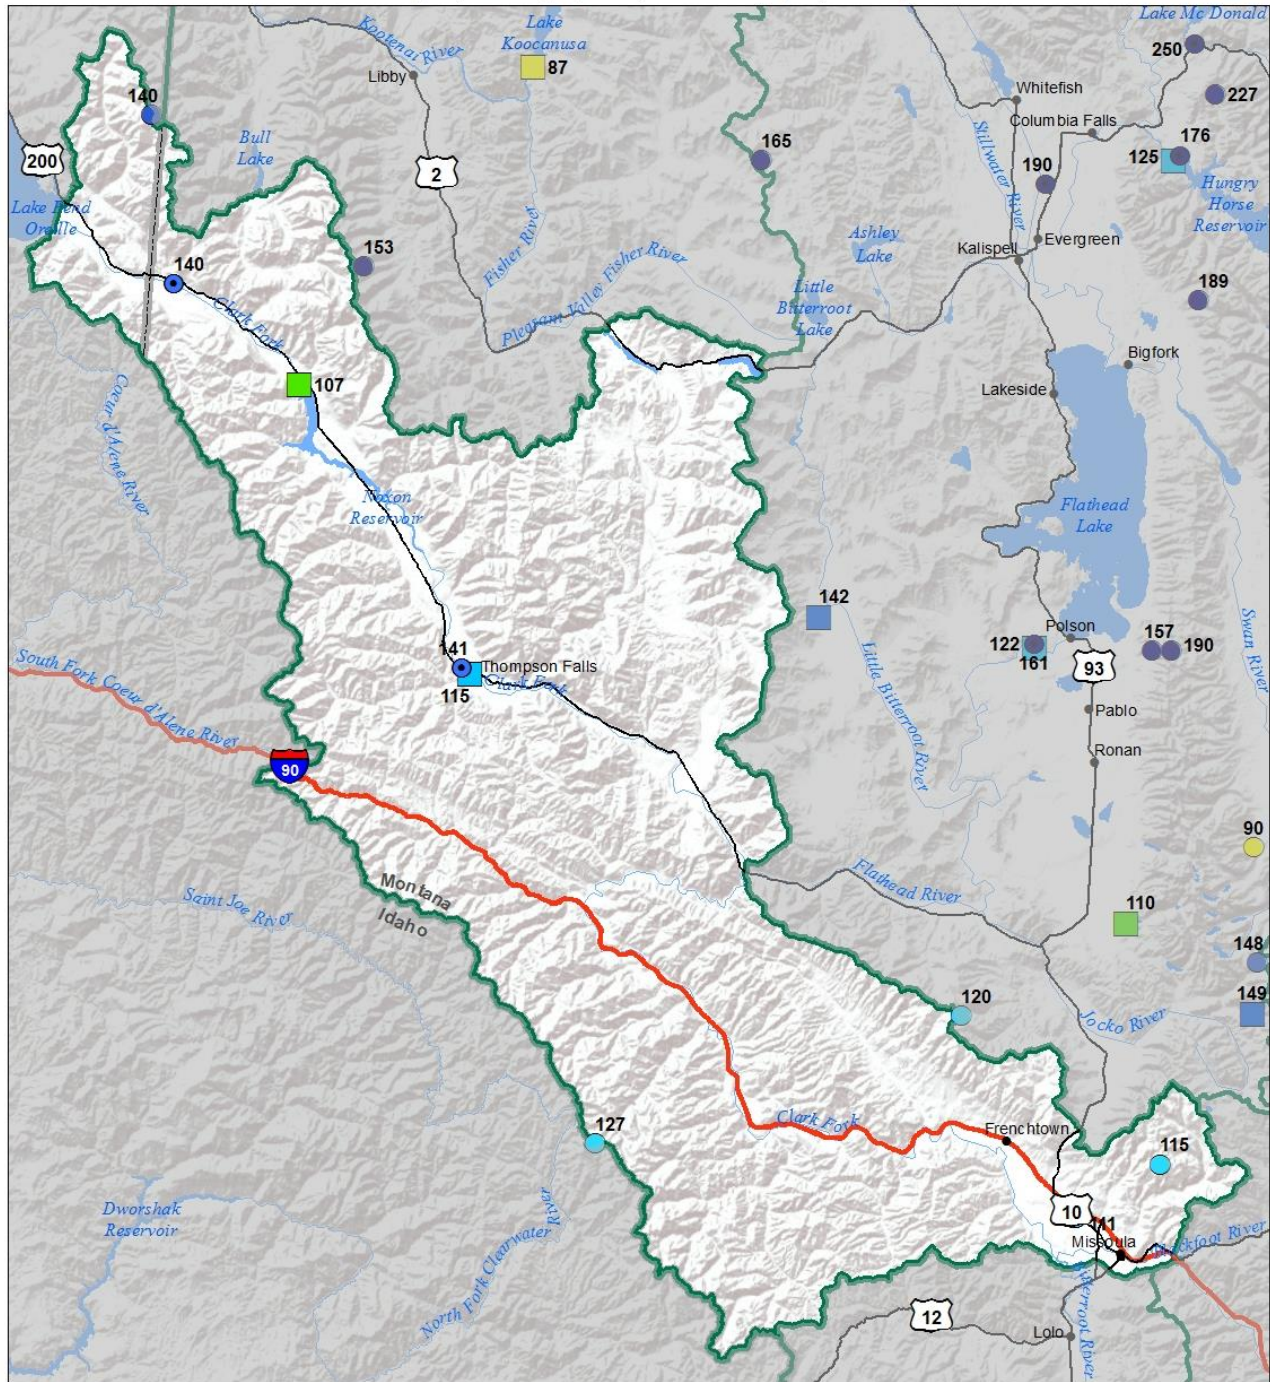 Lake Mc Donald
250
227
Kootenai River
Lake
Koocanusa
87
Libby
Whitefish
Columbia Falls
140
Bull
Lake
200
2
165
Stillwater River
190
176
125
Hungry
Horse
Reservoir
Lake Pend
Oreille
Fisher River
Ashley
Lake
Kalispell
Evergreen
153
140
Pleasant Valley Fisher River
Little
Bitterroot
Lake
189
Clark Fork
Bigfork
107
Lakeside
Coeur d'Alene River
Noxon
Reservoir
Flathead
Lake
142
Polson
122
161
157
190
Swan River
141
Thompson Falls
115
Clark Fork
93
South Fork Coeur d'Alene River
Little Bitterroot River
Pablo
Ronan
90
90
Flathead River
Montana
Idaho
Saint Joe River
110
148
149
120
Jocko River
127
Clark Fork
Frenchtown
115
Dworshak
Reservoir
10
Missoula
Blackfoot River
North Fork Clearwater
River
Bitterroot River
12
Lolo